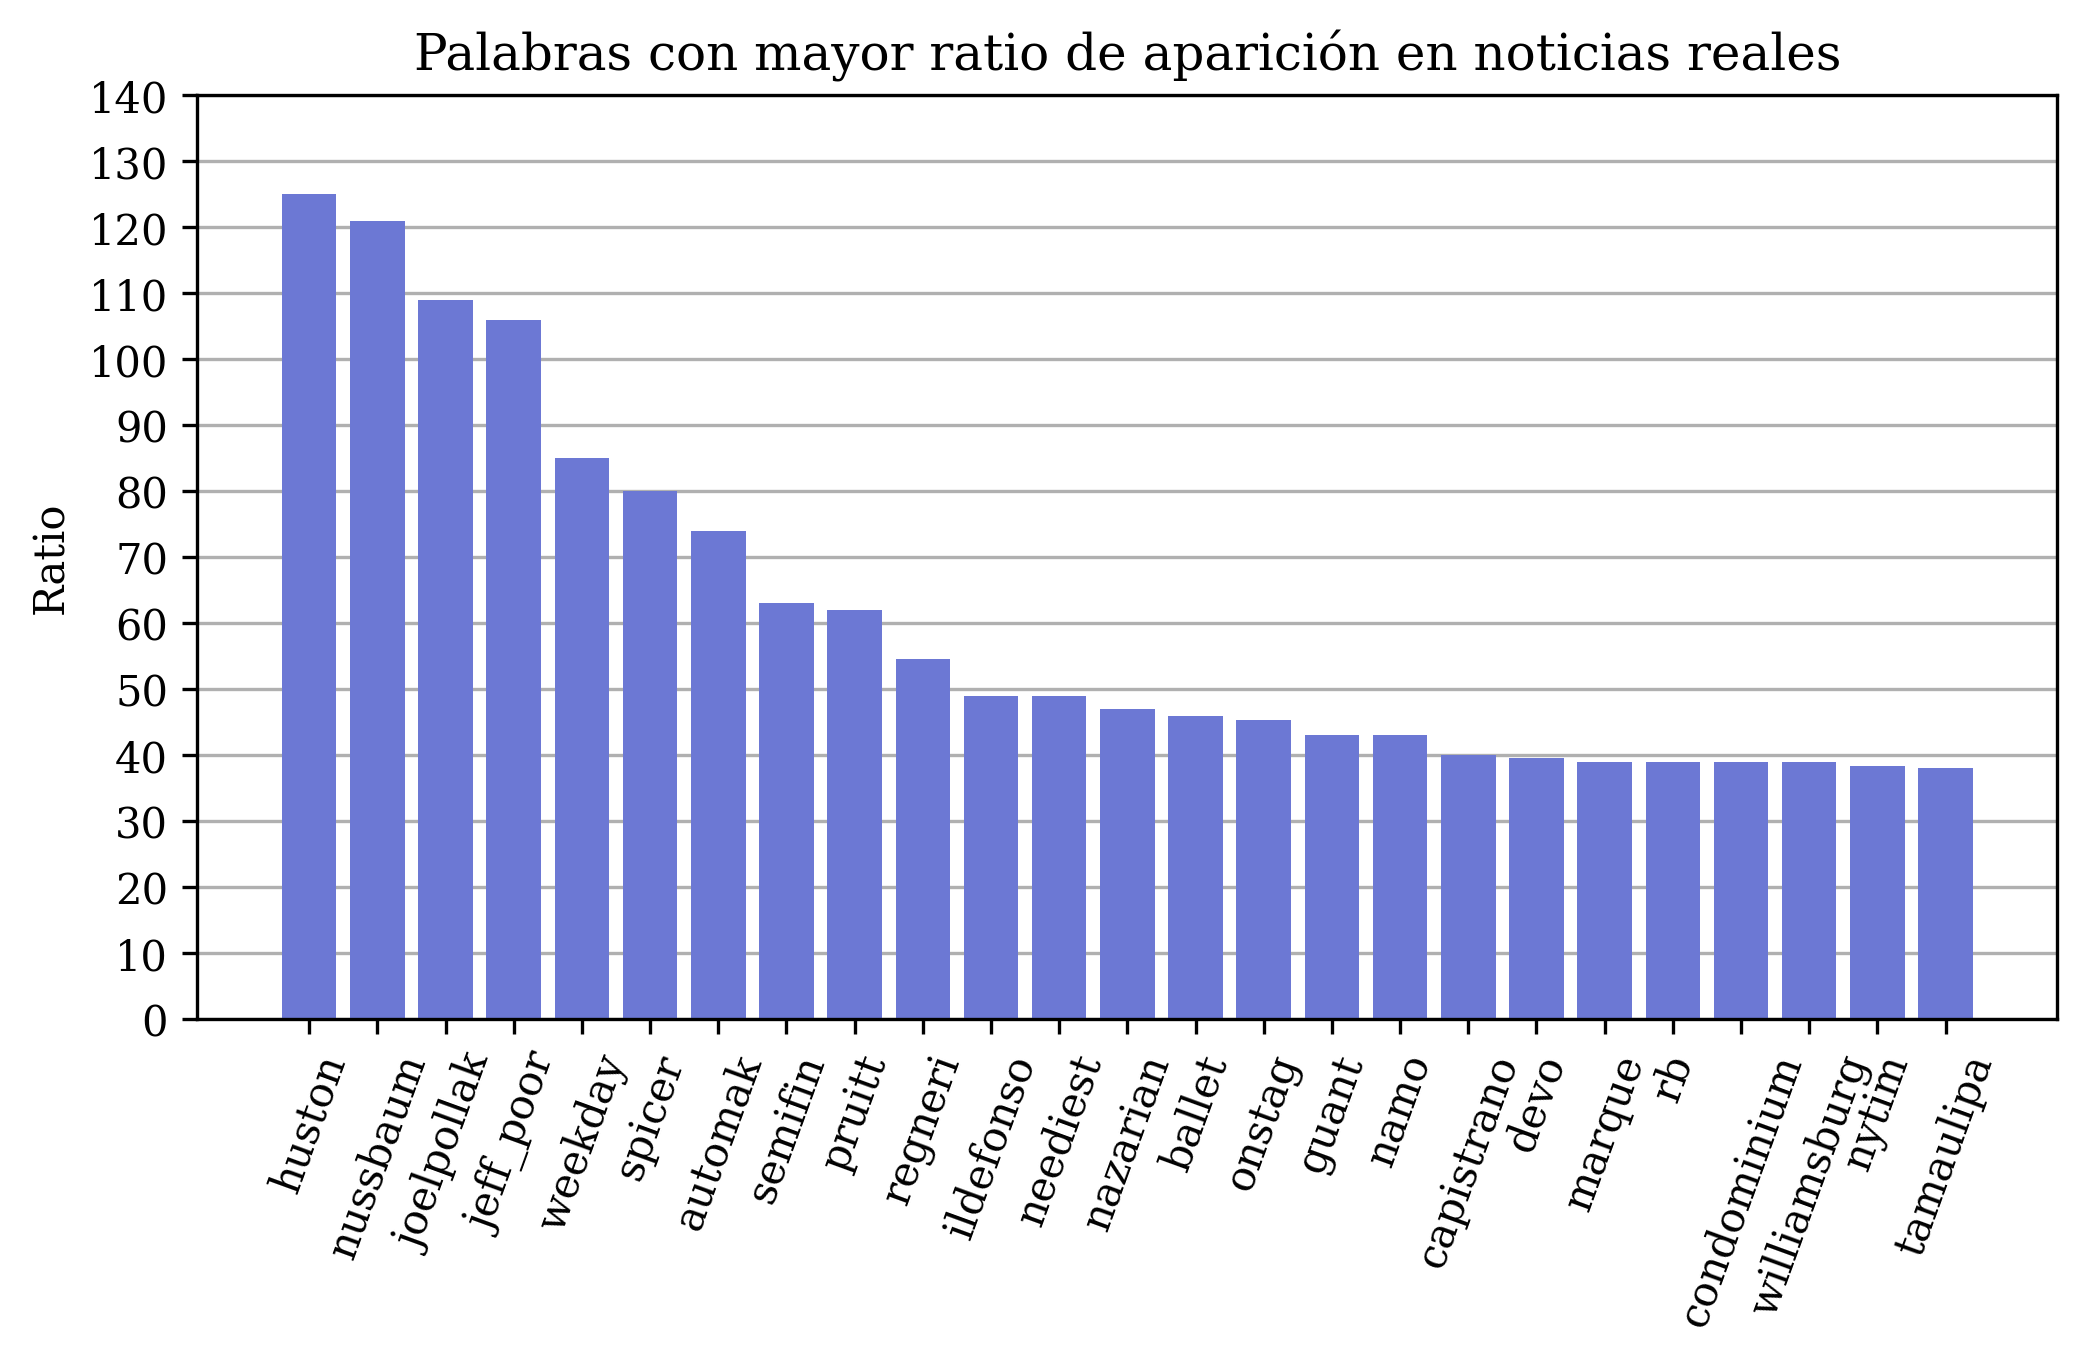 Palabras con mayor ratio de aparición en noticias reales
140
130
120
110
100
90
80
70
60
50
40
30
20
10
0
Ratio
huston
nussbaum
joelpollak
jeff_poor
weekday
spicer
automak
semifin
pruitt
regneri
ildefonso
neediest
nazarian
ballet
onstag
guant
namo
capistrano
devo
marque
rb
condominium
williamsburg
nytim
tamaulipa